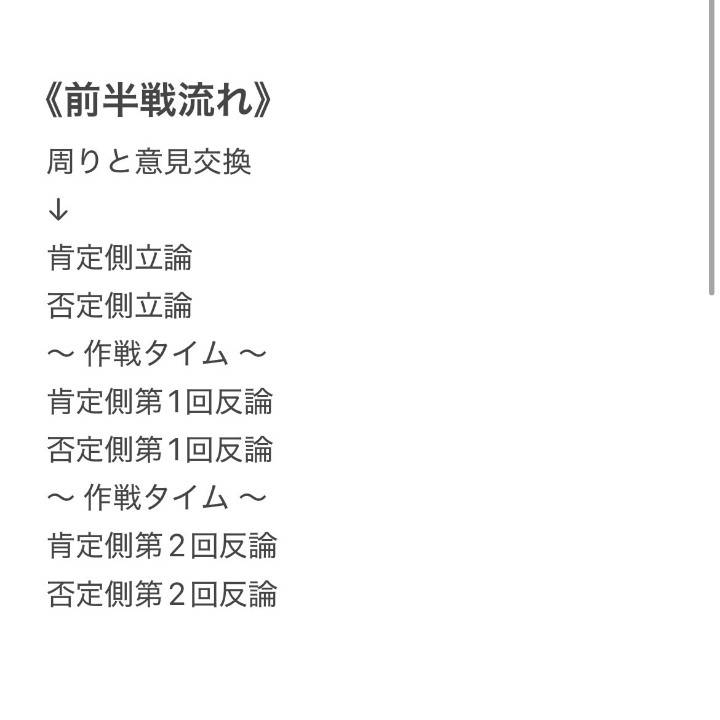 《前半戦流れ》
周りと意見交換
↓
肯定側立論
否定側立論
〜 作戦タイム 〜
肯定側第1回反論
否定側第1回反論
〜 作戦タイム 〜
肯定側第２回反論
否定側第２回反論